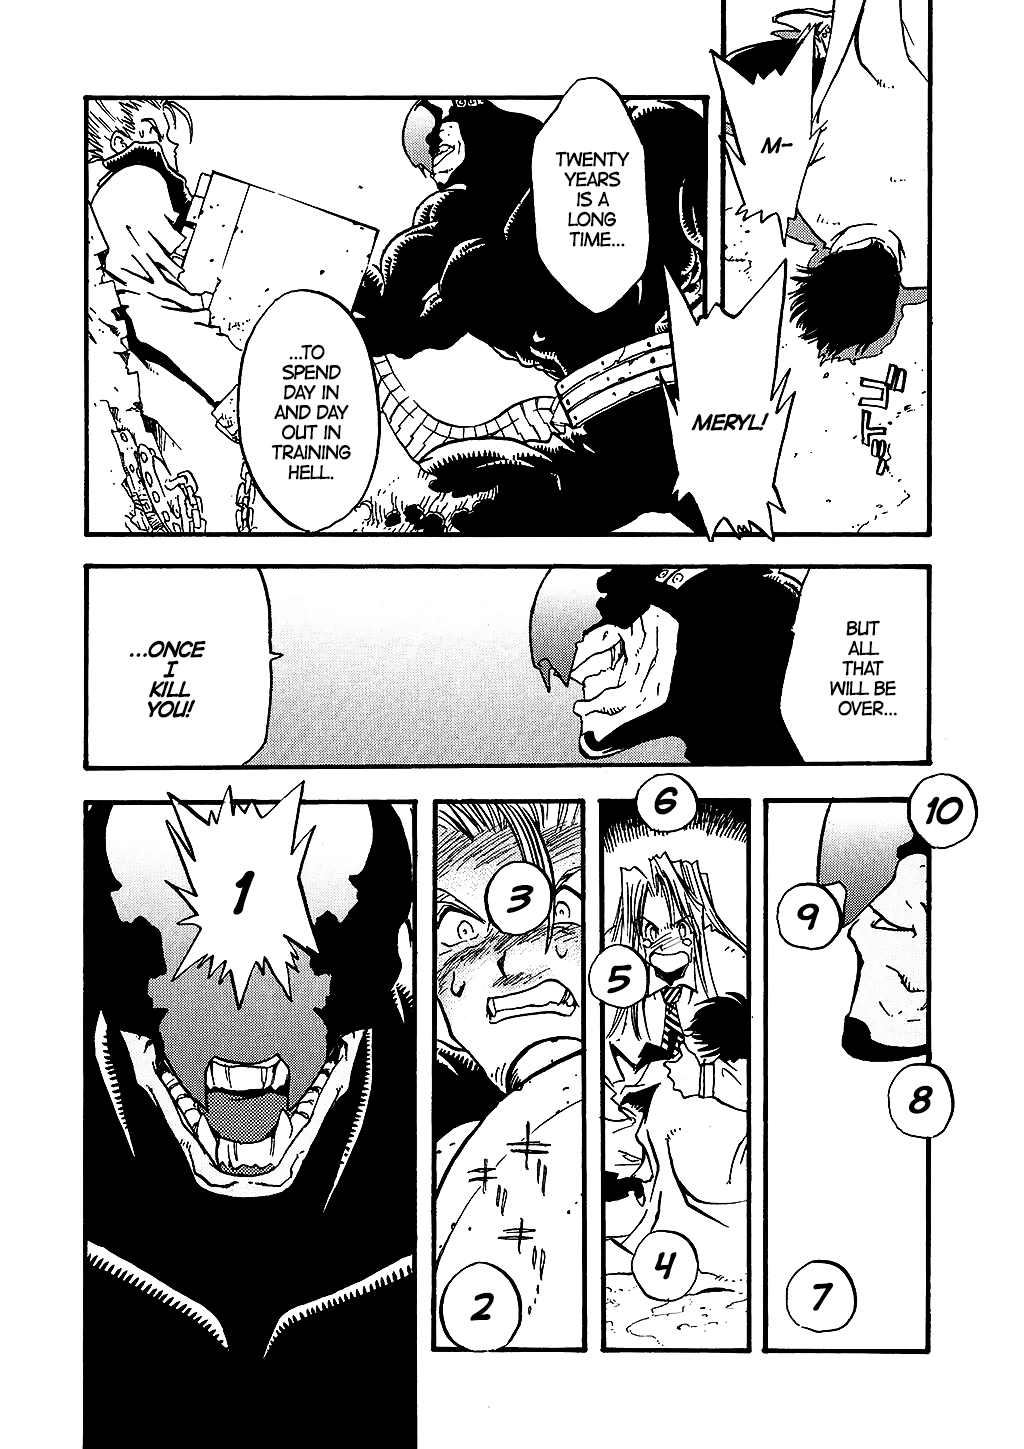 M-
MERYL!
TWENTY
YEARS
IS A
LONG
TIME...
...TO
SPEND
DAY IN
AND DAY
OUT IN
TRAINING
HELL.
BUT
ALL
THAT
WILL BE
OVER...
...ONCE
I
KILL
YOU!
10
9
8
7
6
5
4
3
2
1